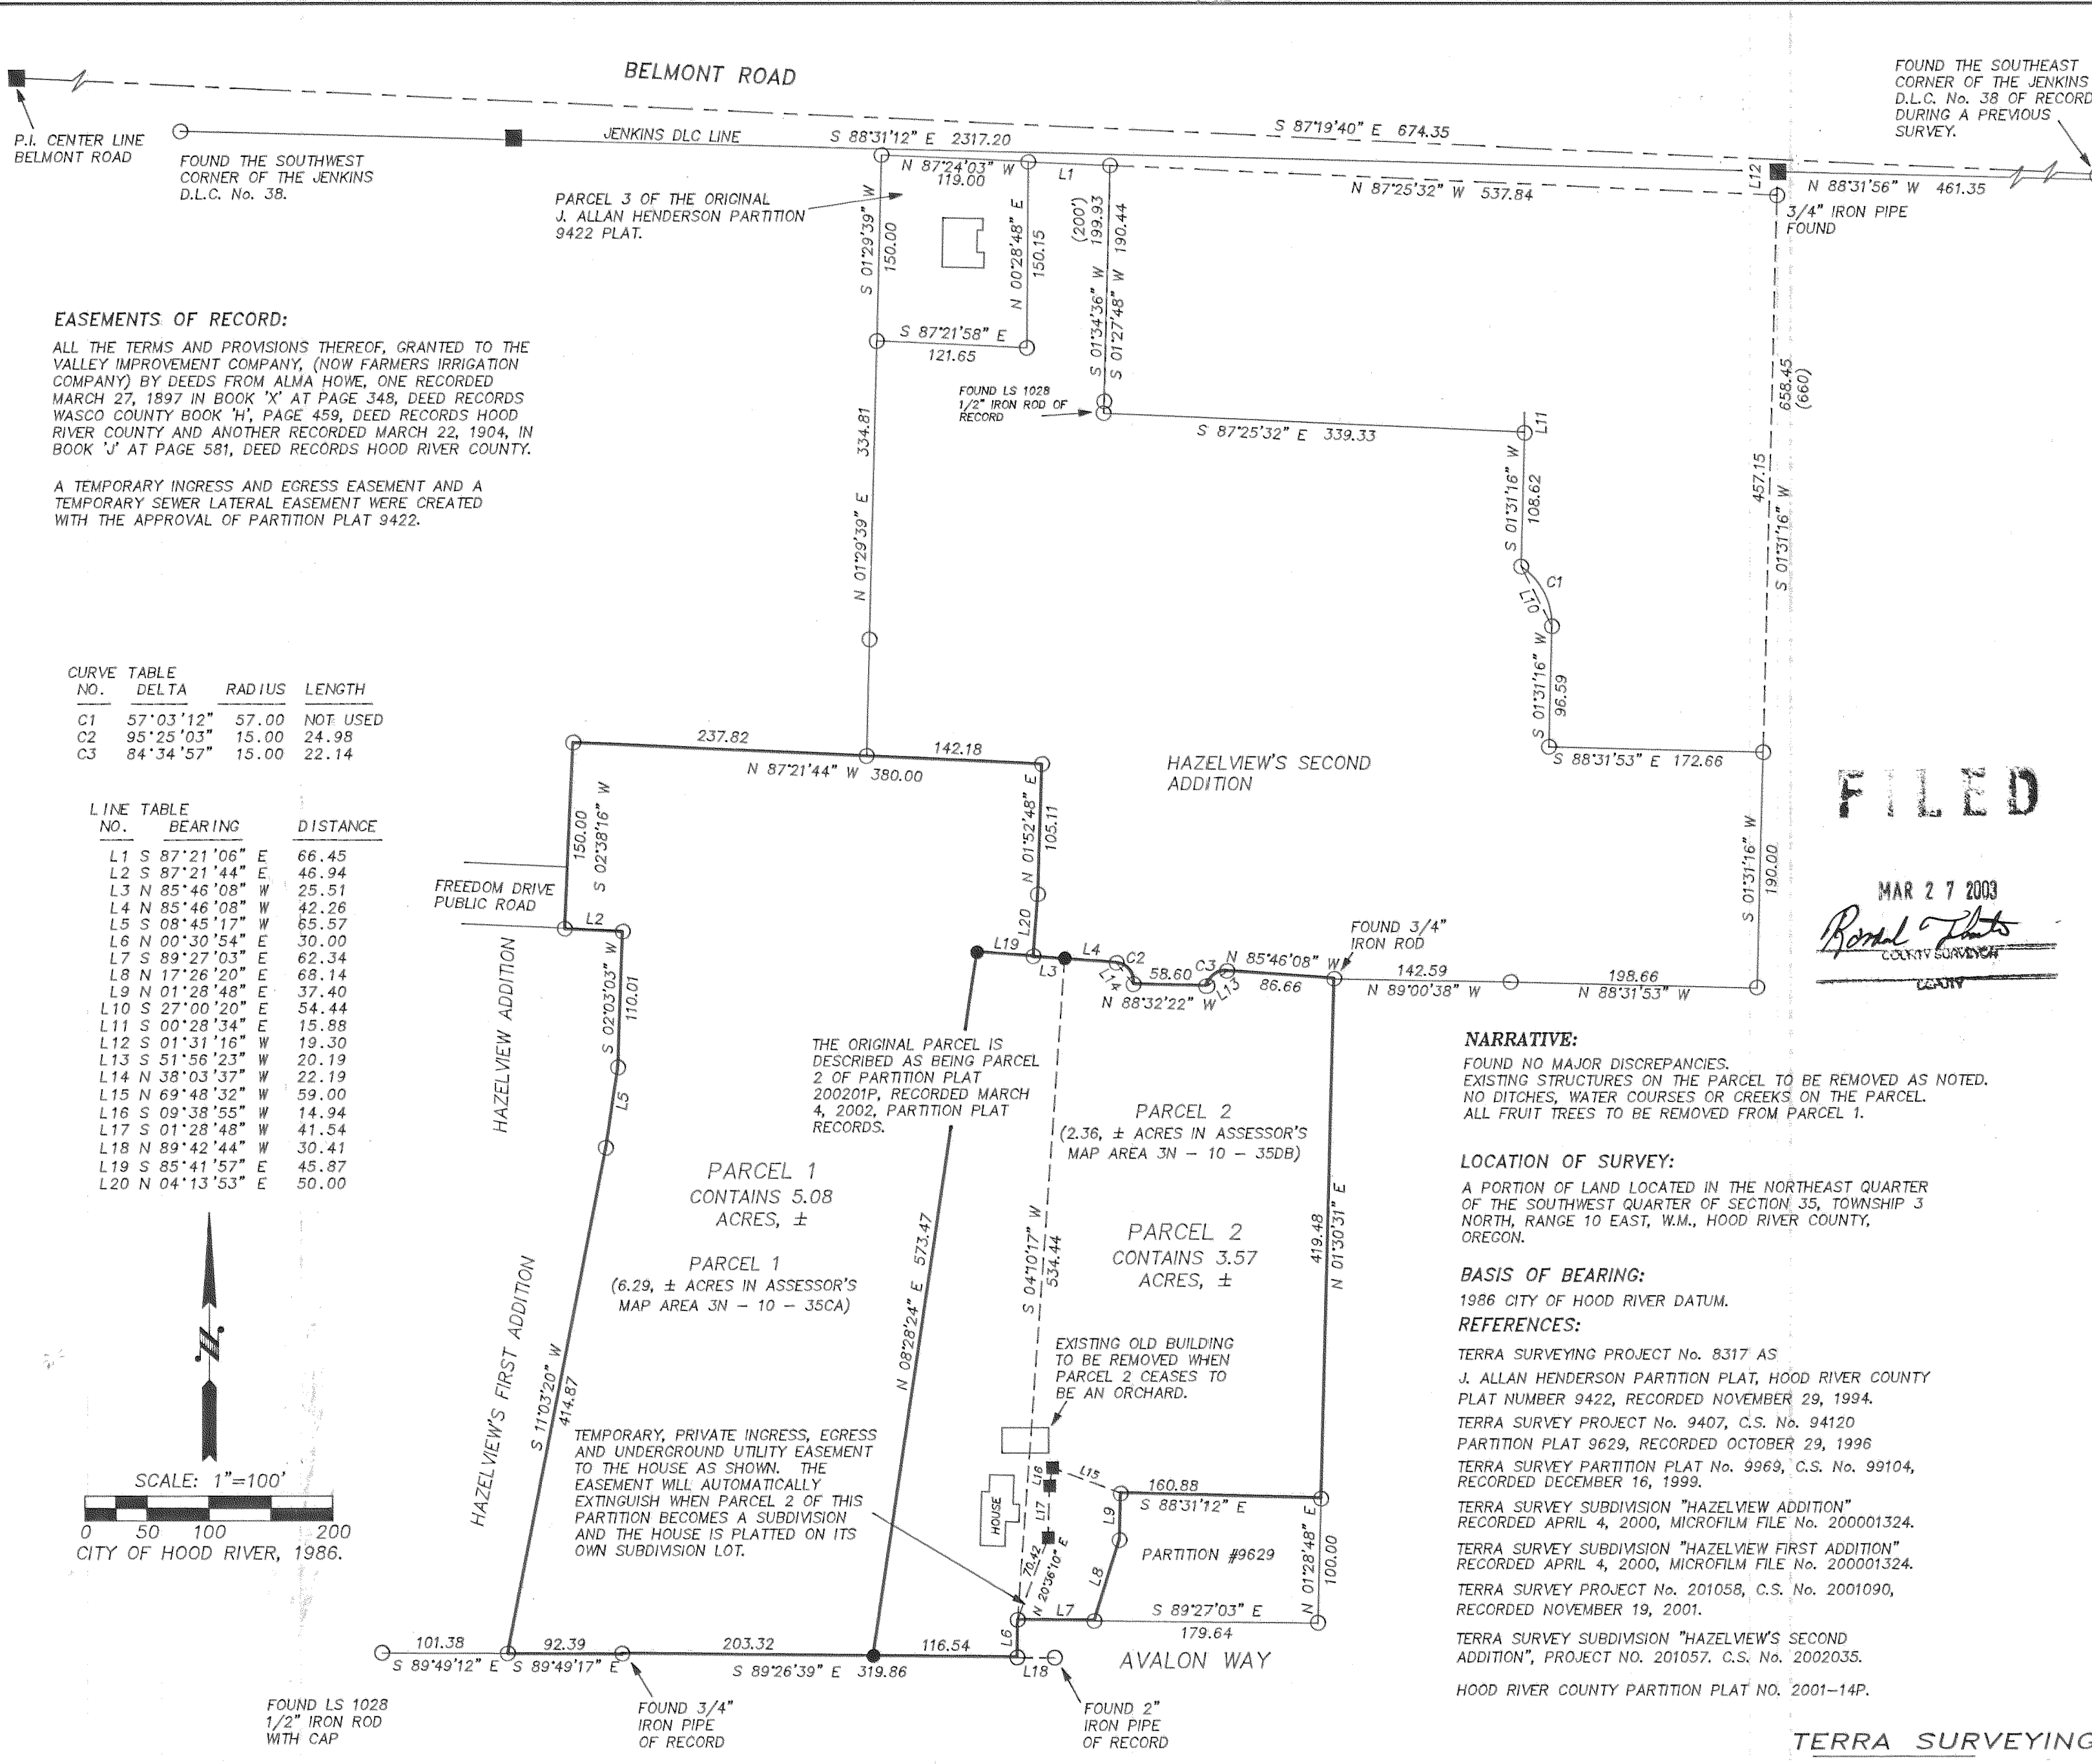 BELMONT ROAD
FOUND THE SOUTHEAST
CORNER OF THE JENKINS
D.L.C. No. 38 OF RECORD
DURING A PREVIOUS
SURVEY.
P.I. CENTER LINE
BELMONT ROAD
FOUND THE SOUTHWEST
CORNER OF THE JENKINS
D.L.C. No. 38.
JENKINS DLC LINE
S 88°31'12" E 2317.20
S 87°19'40" E 674.35
N 87°24'03" W
119.00
L1
N 87°25'32" W 537.84
L12
N 88°31'56" W 461.35
3/4" IRON PIPE
FOUND
PARCEL 3 OF THE ORIGINAL
J. ALLAN HENDERSON PARTITION
9422 PLAT.
S 01°29'39" W
150.00
N 00°28'48" E
150.15
(200')
S 01°34'36" W 199.93
S 01°27'48" W 190.44
S 87°21'58" E
121.65
FOUND LS 1028
1/2" IRON ROD OF
RECORD
S 87°25'32" E 339.33
L11
S 01°31'16" W
108.62
C1
L10
S 01°31'16" W
96.59
S 88°31'53" E 172.66
658.45
(660)
457.15
S 01°31'16" W
N 01°29'39" E 334.81
EASEMENTS OF RECORD:
ALL THE TERMS AND PROVISIONS THEREOF, GRANTED TO THE
VALLEY IMPROVEMENT COMPANY, (NOW FARMERS IRRIGATION
COMPANY) BY DEEDS FROM ALMA HOWE, ONE RECORDED
MARCH 27, 1897 IN BOOK 'X' AT PAGE 348, DEED RECORDS
WASCO COUNTY BOOK 'H', PAGE 459, DEED RECORDS HOOD
RIVER COUNTY AND ANOTHER RECORDED MARCH 22, 1904, IN
BOOK 'J' AT PAGE 581, DEED RECORDS HOOD RIVER COUNTY.
A TEMPORARY INGRESS AND EGRESS EASEMENT AND A
TEMPORARY SEWER LATERAL EASEMENT WERE CREATED
WITH THE APPROVAL OF PARTITION PLAT 9422.
CURVE TABLE
NO. DELTA RADIUS LENGTH
C1 57°03'12" 57.00 NOT USED
C2 95°25'03" 15.00 24.98
C3 84°34'57" 15.00 22.14
LINE TABLE
NO. BEARING DISTANCE
L1 S 87°21'06" E 66.45
L2 S 87°21'44" E 46.94
L3 N 85°46'08" W 25.51
L4 N 85°46'08" W 42.26
L5 S 08°45'17" W 65.57
L6 N 00°30'54" E 30.00
L7 S 89°27'03" E 62.34
L8 N 17°26'20" E 68.14
L9 N 01°28'48" E 37.40
L10 S 27°00'20" E 54.44
L11 S 00°28'34" E 15.88
L12 S 01°31'16" W 19.30
L13 S 51°56'23" W 20.19
L14 N 38°03'37" W 22.19
L15 N 69°48'32" W 59.00
L16 S 09°38'55" W 14.94
L17 S 01°28'48" W 41.54
L18 N 89°42'44" W 30.41
L19 S 85°41'57" E 45.87
L20 N 04°13'53" E 50.00
237.82
142.18
N 87°21'44" W 380.00
HAZELVIEW'S SECOND
ADDITION
150.00
S 02°38'16" W
N 01°52'48" E
105.11
FREEDOM DRIVE
PUBLIC ROAD
L2
S 02°03'03" W
110.01
HAZELVIEW ADDITION
L5
L20
L19
L3
L4
C2
L14
58.60
N 88°32'22" W
C3
L13
N 85°46'08" W
86.66
FOUND 3/4"
IRON ROD
142.59
N 89°00'38" W
198.66
N 88°31'53" W
S 01°31'16" W
190.00
FILED
MAR 27 2003
COUNTY SURVEYOR
DEPUTY
THE ORIGINAL PARCEL IS
DESCRIBED AS BEING PARCEL
2 OF PARTITION PLAT
200201P, RECORDED MARCH
4, 2002, PARTITION PLAT
RECORDS.
PARCEL 1
CONTAINS 5.08
ACRES, ±
PARCEL 1
(6.29, ± ACRES IN ASSESSOR'S
MAP AREA 3N - 10 - 35CA)
PARCEL 2
(2.36, ± ACRES IN ASSESSOR'S
MAP AREA 3N - 10 - 35DB)
PARCEL 2
CONTAINS 3.57
ACRES, ±
HAZELVIEW'S FIRST ADDITION
S 11°03'20" W
414.87
N 08°28'24" E 573.47
S 04°10'17" W
534.44
419.48
N 01°30'31" E
EXISTING OLD BUILDING
TO BE REMOVED WHEN
PARCEL 2 CEASES TO
BE AN ORCHARD.
TEMPORARY, PRIVATE INGRESS, EGRESS
AND UNDERGROUND UTILITY EASEMENT
TO THE HOUSE AS SHOWN. THE
EASEMENT WILL AUTOMATICALLY
EXTINGUISH WHEN PARCEL 2 OF THIS
PARTITION BECOMES A SUBDIVISION
AND THE HOUSE IS PLATTED ON ITS
OWN SUBDIVISION LOT.
HOUSE
L16
L15
L17
160.88
S 88°31'12" E
L9
L8
PARTITION #9629
N 01°28'48" E
100.00
70.42
N 20°36'10" E
L7
S 89°27'03" E
179.64
L6
L18
AVALON WAY
101.38
S 89°49'12" E
92.39
S 89°49'17" E
203.32
116.54
S 89°26'39" E 319.86
FOUND LS 1028
1/2" IRON ROD
WITH CAP
FOUND 3/4"
IRON PIPE
OF RECORD
FOUND 2"
IRON PIPE
OF RECORD
N
SCALE: 1"=100'
0 50 100 200
CITY OF HOOD RIVER, 1986.
NARRATIVE:
FOUND NO MAJOR DISCREPANCIES.
EXISTING STRUCTURES ON THE PARCEL TO BE REMOVED AS NOTED.
NO DITCHES, WATER COURSES OR CREEKS ON THE PARCEL.
ALL FRUIT TREES TO BE REMOVED FROM PARCEL 1.
LOCATION OF SURVEY:
A PORTION OF LAND LOCATED IN THE NORTHEAST QUARTER
OF THE SOUTHWEST QUARTER OF SECTION 35, TOWNSHIP 3
NORTH, RANGE 10 EAST, W.M., HOOD RIVER COUNTY,
OREGON.
BASIS OF BEARING:
1986 CITY OF HOOD RIVER DATUM.
REFERENCES:
TERRA SURVEYING PROJECT No. 8317 AS
J. ALLAN HENDERSON PARTITION PLAT, HOOD RIVER COUNTY
PLAT NUMBER 9422, RECORDED NOVEMBER 29, 1994.
TERRA SURVEY PROJECT No. 9407, C.S. No. 94120
PARTITION PLAT 9629, RECORDED OCTOBER 29, 1996
TERRA SURVEY PARTITION PLAT No. 9969, C.S. No. 99104,
RECORDED DECEMBER 16, 1999.
TERRA SURVEY SUBDIVISION "HAZELVIEW ADDITION"
RECORDED APRIL 4, 2000, MICROFILM FILE No. 200001324.
TERRA SURVEY SUBDIVISION "HAZELVIEW FIRST ADDITION"
RECORDED APRIL 4, 2000, MICROFILM FILE No. 200001324.
TERRA SURVEY PROJECT No. 201058, C.S. No. 2001090,
RECORDED NOVEMBER 19, 2001.
TERRA SURVEY SUBDIVISION "HAZELVIEW'S SECOND
ADDITION", PROJECT NO. 201057. C.S. No. 2002035.
HOOD RIVER COUNTY PARTITION PLAT NO. 2001-14P.
TERRA SURVEYING